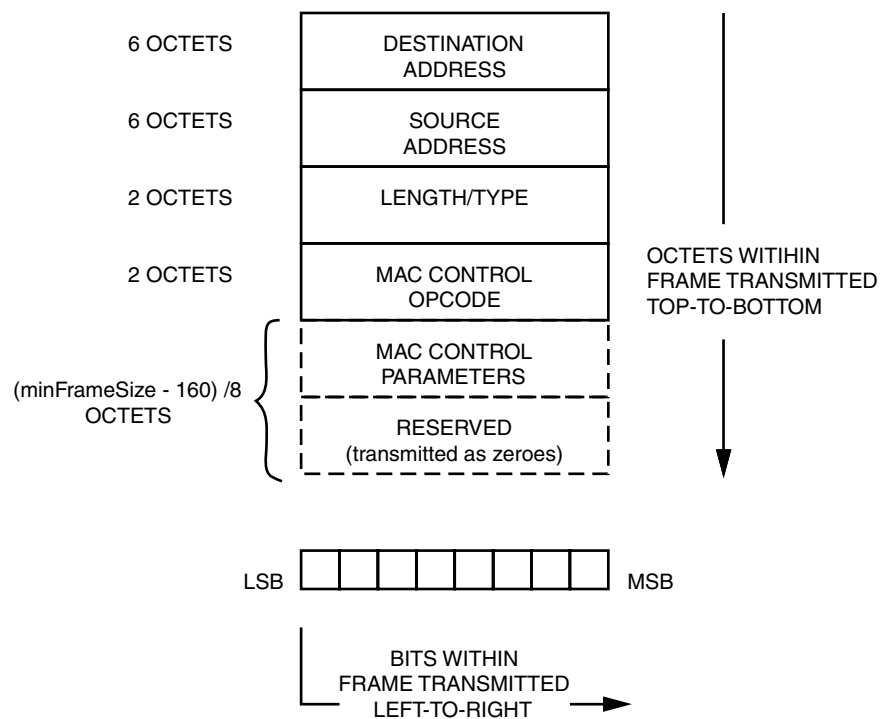 6 OCTETS
DESTINATION
ADDRESS
6 OCTETS
SOURCE
ADDRESS
2 OCTETS
LENGTH/TYPE
2 OCTETS
MAC CONTROL
OPCODE
OCTETS WITIHIN
FRAME TRANSMITTED
TOP-TO-BOTTOM
(minFrameSize - 160) /8
OCTETS
MAC CONTROL
PARAMETERS
RESERVED
(transmitted as zeroes)
LSB
MSB
BITS WITHIN
FRAME TRANSMITTED
LEFT-TO-RIGHT